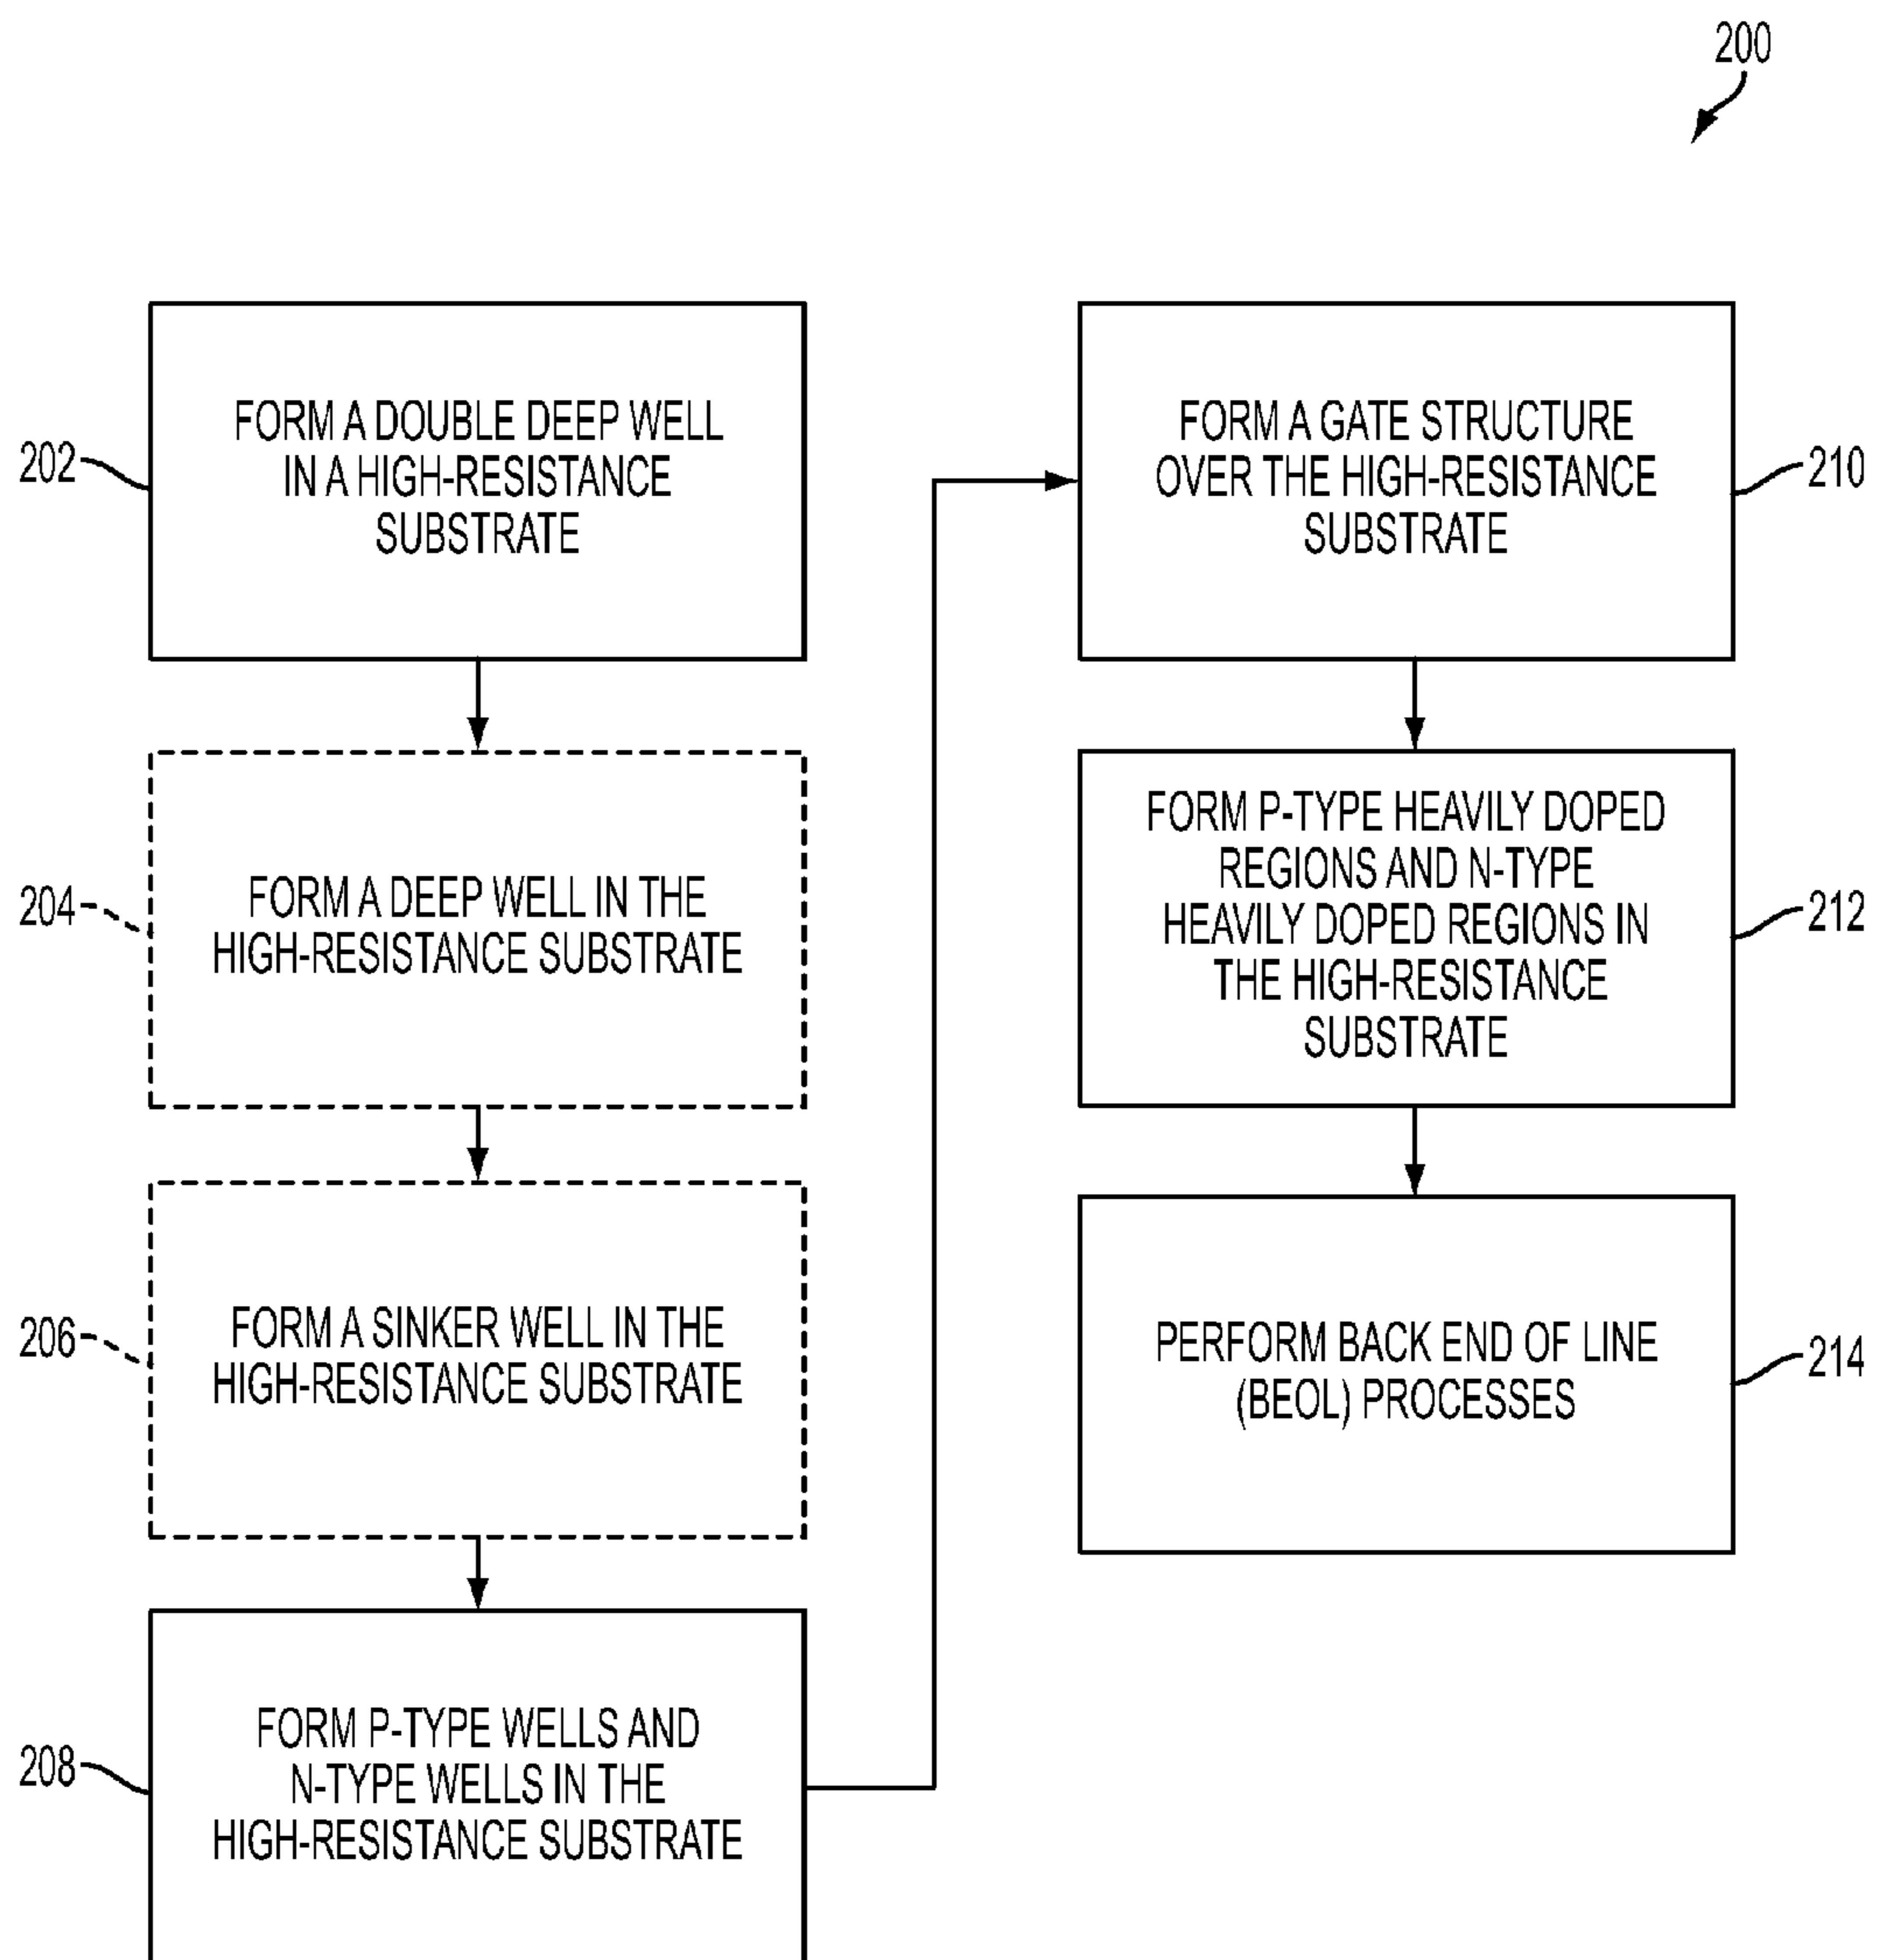 200
202
FORM A DOUBLE DEEP WELL
IN A HIGH-RESISTANCE
SUBSTRATE
204
FORM A DEEP WELL IN THE
HIGH-RESISTANCE SUBSTRATE
206
FORM A SINKER WELL IN THE
HIGH-RESISTANCE SUBSTRATE
208
FORM P-TYPE WELLS AND
N-TYPE WELLS IN THE
HIGH-RESISTANCE SUBSTRATE
FORM A GATE STRUCTURE
OVER THE HIGH-RESISTANCE
SUBSTRATE
210
FORM P-TYPE HEAVILY DOPED
REGIONS AND N-TYPE
HEAVILY DOPED REGIONS IN
THE HIGH-RESISTANCE
SUBSTRATE
212
PERFORM BACK END OF LINE
(BEOL) PROCESSES
214